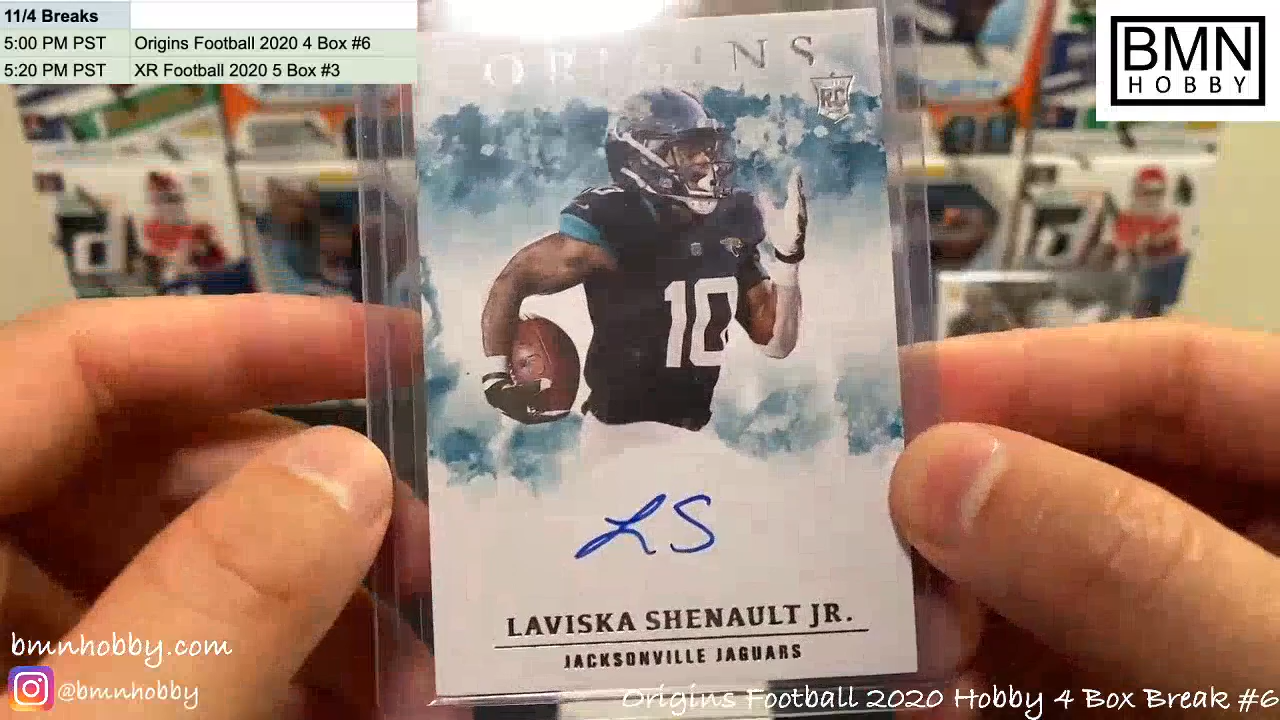 11/4 Breaks
5:00 PM PST Origins Football 2020 4 Box #6
5:20 PM PST XR Football 2020 5 Box #3
BMN
HOBBY
ORIGINS
RC
10
LS
LAVISKA SHENAULT JR.
JACKSONVILLE JAGUARS
bmnhobby.com
@bmnhobby
Origins Football 2020 Hobby 4 Box Break #6